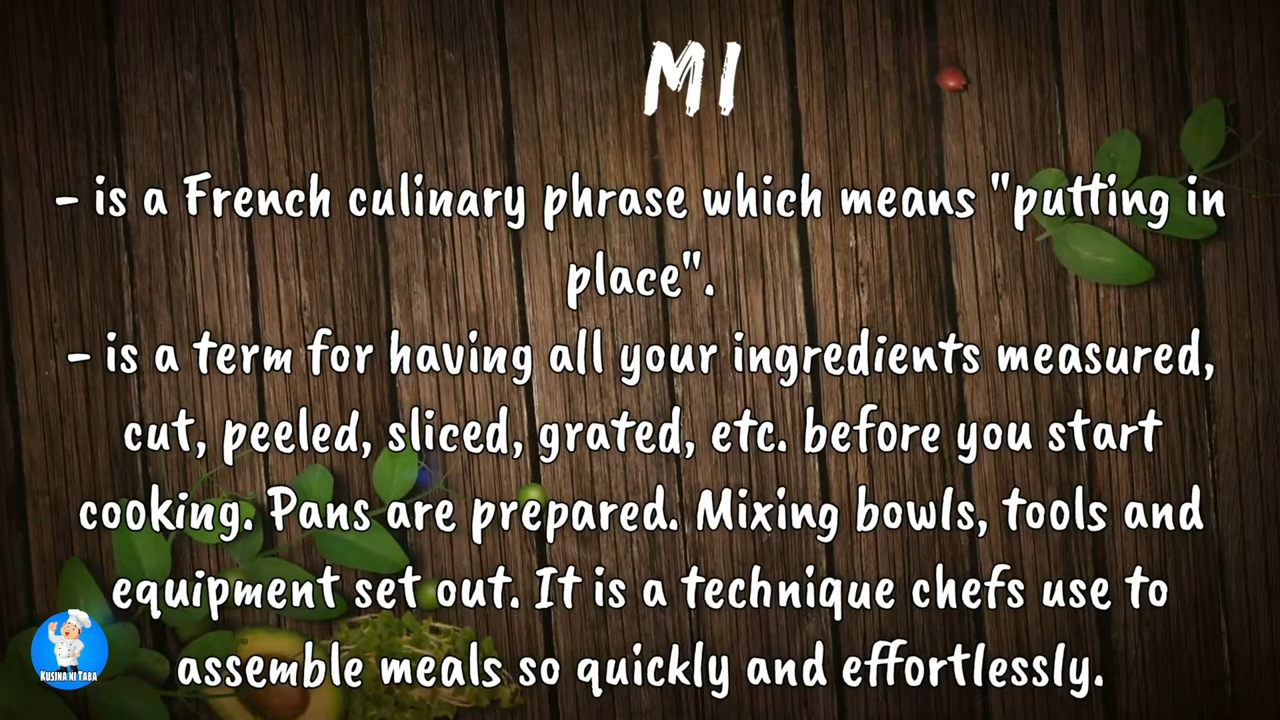 MI
- is a French culinary phrase which means "putting in
place".
- is a term for having all your ingredients measured,
cut, peeled, sliced, grated, etc. before you start
cooking. Pans are prepared. Mixing bowls, tools and
equipment set out. It is a technique chefs use to
assemble meals so quickly and effortlessly.
KUSINA NI TABA